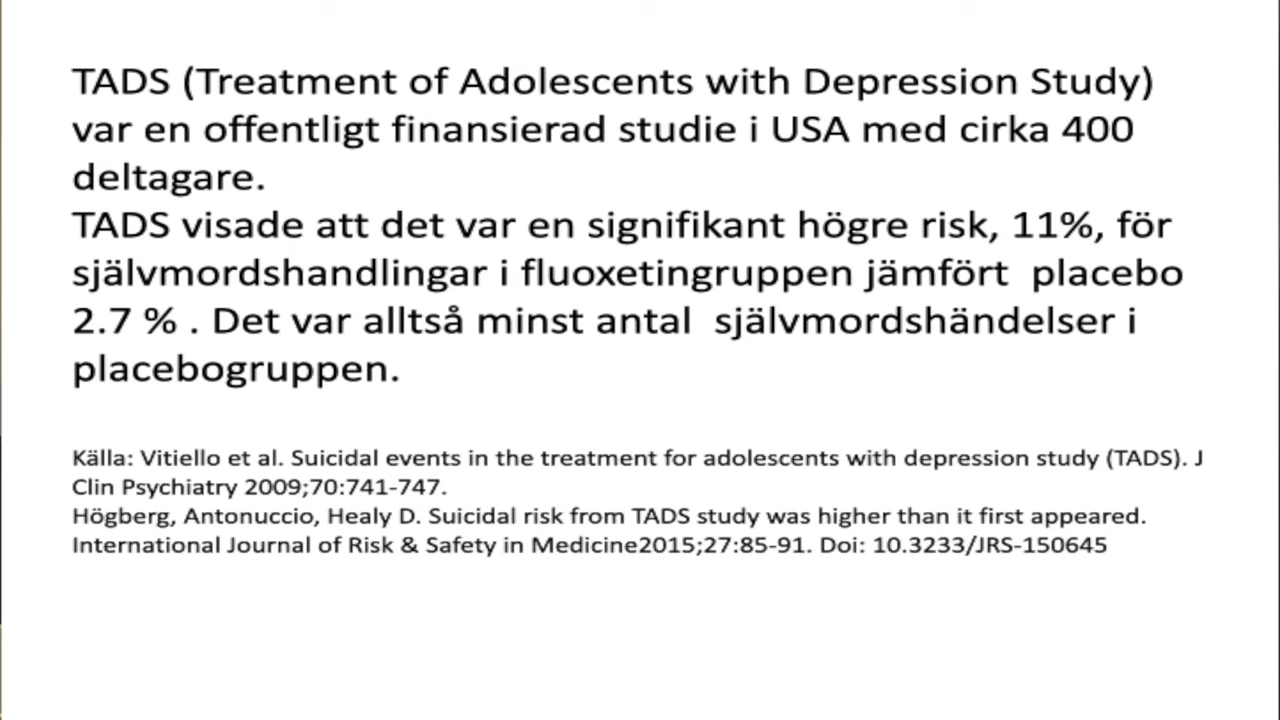 TADS (Treatment of Adolescents with Depression Study)
var en offentligt finansierad studie i USA med cirka 400
deltagare.
TADS visade att det var en signifikant högre risk, 11%, för
självmordshandlingar i fluoxetingruppen jämfört  placebo
2.7 % . Det var alltså minst antal  självmordshändelser i
placebogruppen.
Källa: Vitiello et al. Suicidal events in the treatment for adolescents with depression study (TADS). J
Clin Psychiatry 2009;70:741-747.
Högberg, Antonuccio, Healy D. Suicidal risk from TADS study was higher than it first appeared.
International Journal of Risk & Safety in Medicine2015;27:85-91. Doi: 10.3233/JRS-150645